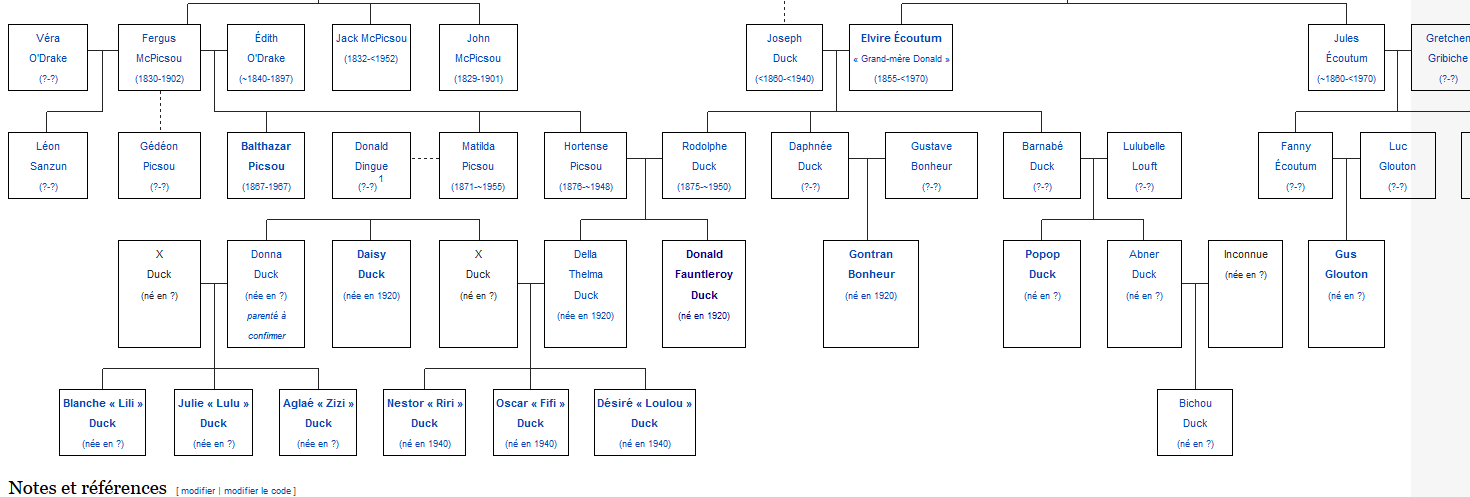 Véra
O'Drake
(?-?)
Fergus
McPicsou
(1830-1902)
Édith
O'Drake
(~1840-1897)
Jack McPicsou
(1832-<1952)
John
McPicsou
(1829-1901)
Joseph
Duck
(<1860-<1940)
Elvire Écoutum
« Grand-mère Donald »
(1855-<1970)
Jules
Écoutum
(~1860-<1970)
Gretchen
Gribiche
(?-?)
Léon
Sanzun
(?-?)
Gédéon
Picsou
(?-?)
Balthazar
Picsou
(1867-1967)
Donald
Dingue
(?-?) 1
Matilda
Picsou
(1871-~1955)
Hortense
Picsou
(1876-~1948)
Rodolphe
Duck
(1875-~1950)
Daphnée
Duck
(?-?)
Gustave
Bonheur
(?-?)
Barnabé
Duck
(?-?)
Lulubelle
Louft
(?-?)
Fanny
Écoutum
(?-?)
Luc
Glouton
(?-?)
X
Duck
(né en ?)
Donna
Duck
(née en ?)
parenté à
confirmer
Daisy
Duck
(née en 1920)
X
Duck
(né en ?)
Della
Thelma
Duck
(née en 1920)
Donald
Fauntleroy
Duck
(né en 1920)
Gontran
Bonheur
(né en 1920)
Popop
Duck
(né en ?)
Abner
Duck
(né en ?)
Inconnue
(née en ?)
Gus
Glouton
(né en ?)
Blanche « Lili »
Duck
(née en ?)
Julie « Lulu »
Duck
(née en ?)
Aglaé « Zizi »
Duck
(née en ?)
Nestor « Riri »
Duck
(né en 1940)
Oscar « Fifi »
Duck
(né en 1940)
Désiré « Loulou »
Duck
(né en 1940)
Bichou
Duck
(né en ?)
Notes et références [ modifier | modifier le code ]